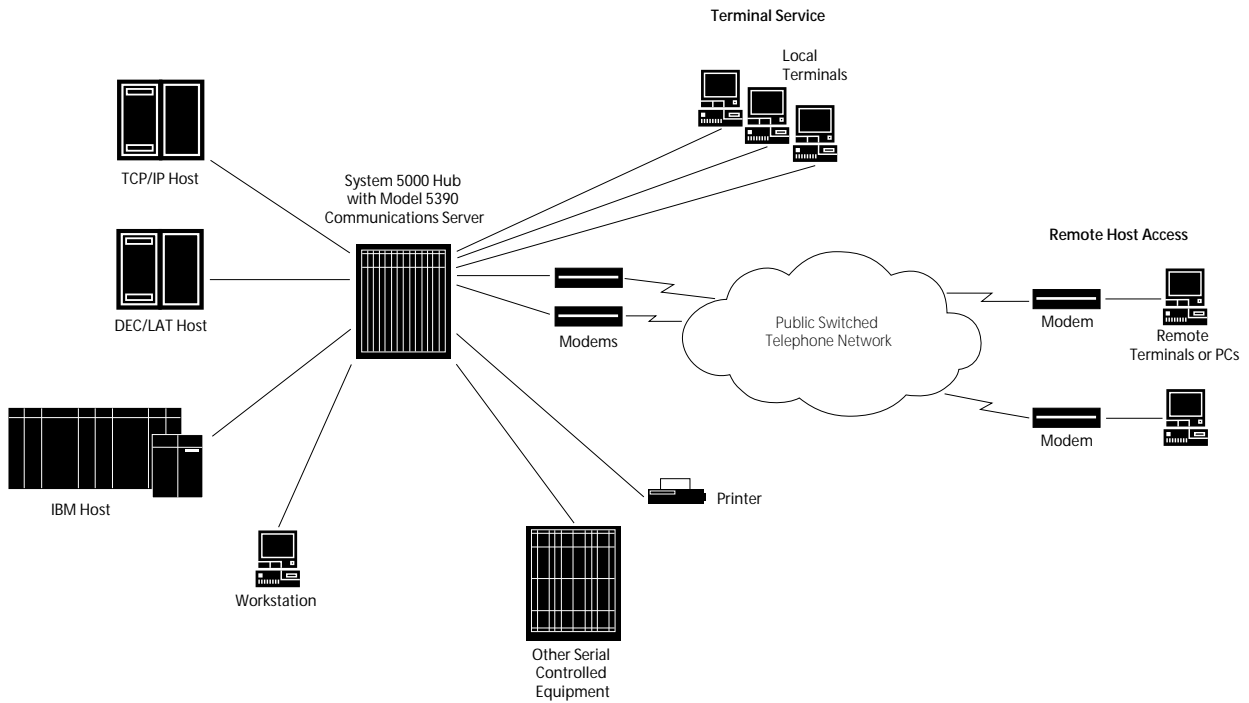 Terminal Service
Local
Terminals
TCP/IP Host
System 5000 Hub
with Model 5390
Communications Server
Remote Host Access
DEC/LAT Host
Modems
Public Switched
Telephone Network
Modem
Remote
Terminals or PCs
Modem
IBM Host
Printer
Workstation
Other Serial
Controlled
Equipment